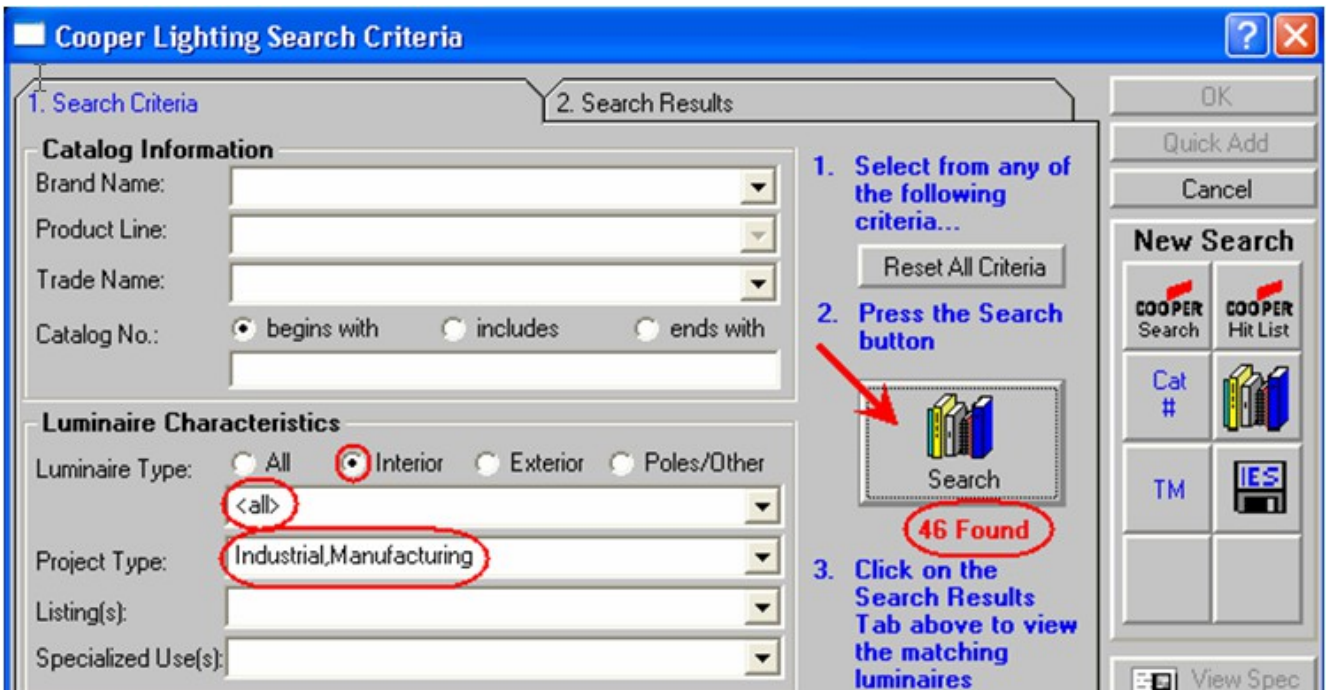 Cooper Lighting Search Criteria
1. Search Criteria
2. Search Results
Catalog Information
Brand Name:
Product Line:
Trade Name:
Catalog No.:
begins with
includes
ends with
Luminaire Characteristics
Luminaire Type:
All
Interior
Exterior
Poles/Other
<all>
Project Type:
Industrial,Manufacturing
Listing(s):
Specialized Use(s):
1. Select from any of
the following
criteria...
Reset All Criteria
2. Press the Search
button
Search
46 Found
3. Click on the
Search Results
Tab above to view
the matching
luminaires
OK
Quick Add
Cancel
New Search
COOPER
Search
COOPER
Hit List
Cat
#
TM
IES
View Spec